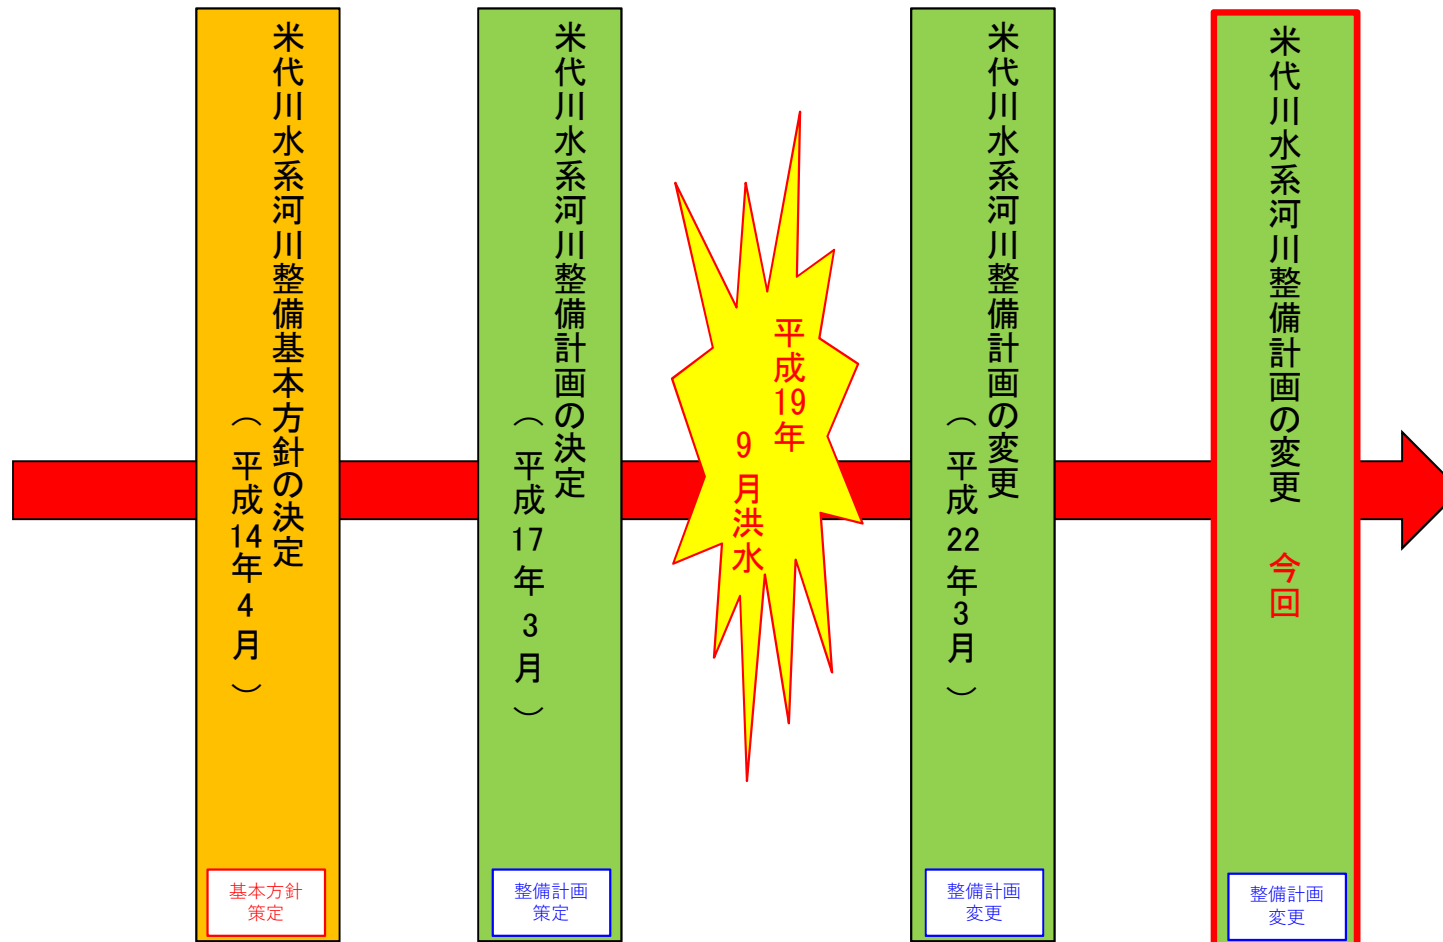 米代川水系河川整備基本方針の決定
（平成14年4月）
基本方針
策定
米代川水系河川整備計画の決定
（平成17年3月）
整備計画
策定
平成19年
9月洪水
米代川水系河川整備計画の変更
（平成22年3月）
整備計画
変更
米代川水系河川整備計画の変更　今回
整備計画
変更